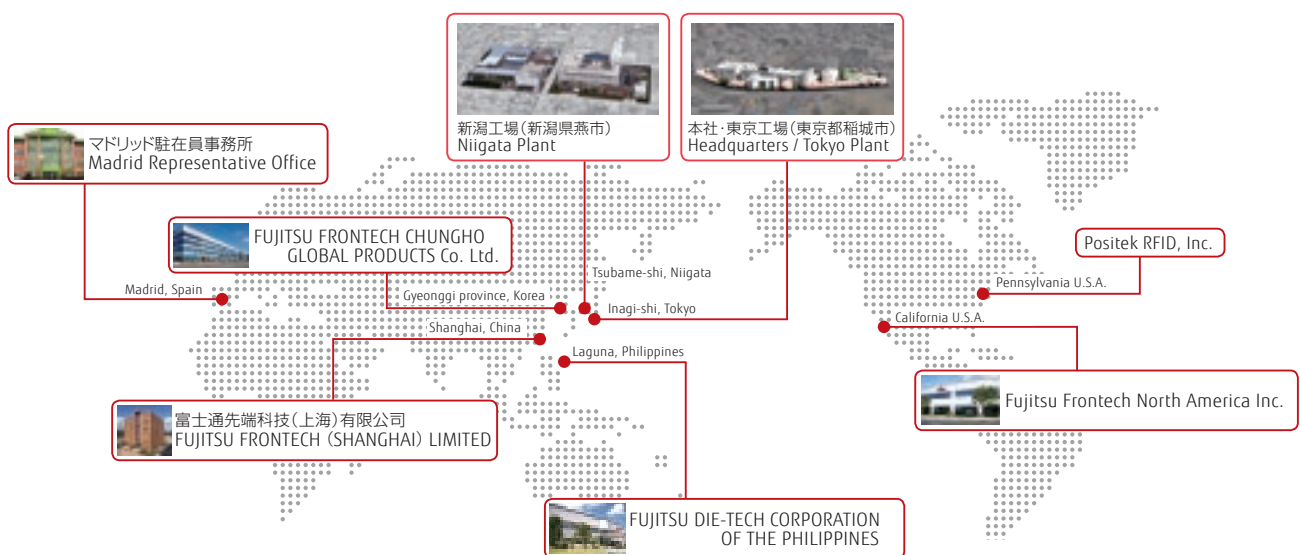 新潟工場(新潟県燕市)
Niigata Plant
本社・東京工場(東京都稲城市)
Headquarters / Tokyo Plant
マドリッド駐在員事務所
Madrid Representative Office
FUJITSU FRONTECH CHUNGHO
GLOBAL PRODUCTS Co. Ltd.
Positek RFID, Inc.
Tsubame-shi, Niigata
Pennsylvania U.S.A.
Madrid, Spain
Gyeonggi province, Korea
Inagi-shi, Tokyo
California U.S.A.
Shanghai, China
Laguna, Philippines
Fujitsu Frontech North America Inc.
富士通先端科技(上海)有限公司
FUJITSU FRONTECH (SHANGHAI) LIMITED
FUJITSU DIE-TECH CORPORATION
OF THE PHILIPPINES